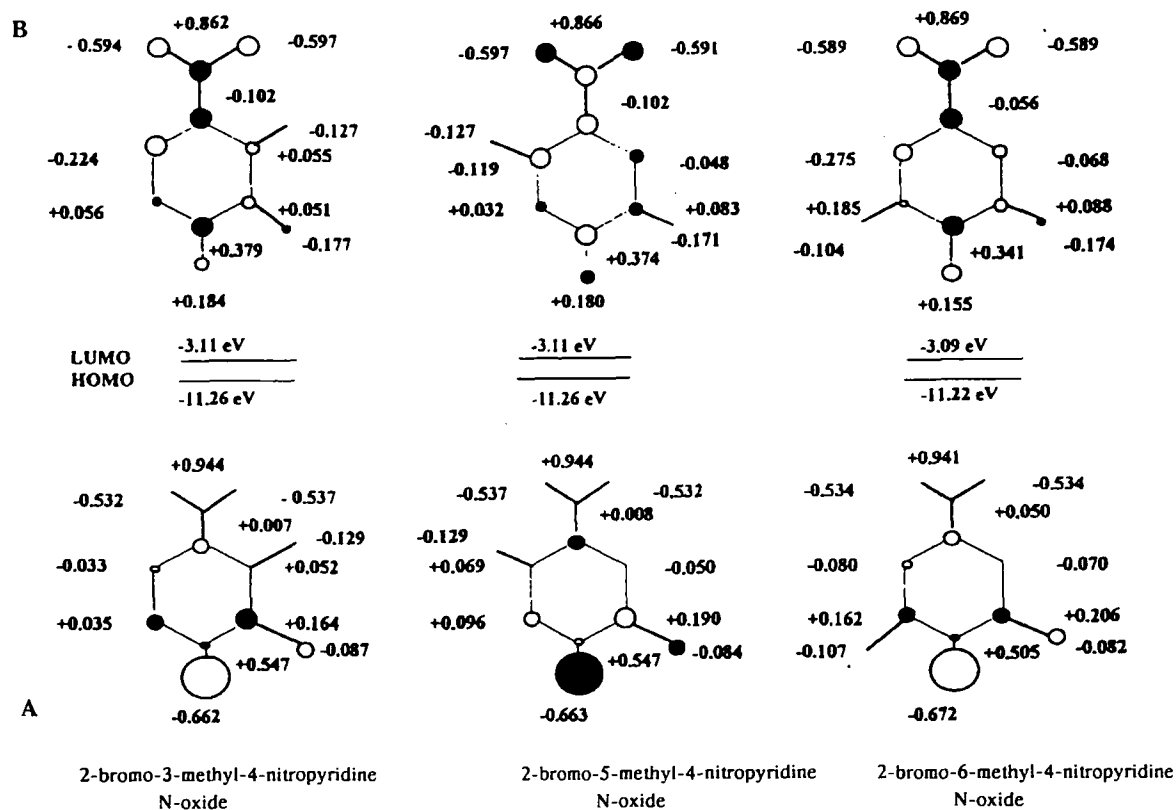 B
+0.862 +0.866 +0.869
- 0.594 -0.597 -0.597 -0.591 -0.589 -0.589
-0.102 -0.102 -0.056
-0.127 -0.127
-0.224 +0.055 -0.119 -0.048 -0.275 -0.068
+0.056 +0.051 +0.032 +0.083 +0.185 +0.088
+0.379 -0.177 +0.374 -0.171 -0.104 +0.341 -0.174
+0.184 +0.180 +0.155
LUMO -3.11 eV -3.11 eV -3.09 eV
HOMO -11.26 eV -11.26 eV -11.22 eV
+0.944 +0.944 +0.941
-0.532 - 0.537 -0.537 -0.532 -0.534 -0.534
+0.007 +0.008 +0.050
-0.129 -0.129
-0.033 +0.052 +0.069 -0.050 -0.080 -0.070
+0.035 +0.164 +0.096 +0.190 +0.162 +0.206
+0.547 -0.087 +0.547 -0.084 -0.107 +0.505 -0.082
A -0.662 -0.663 -0.672
2-bromo-3-methyl-4-nitropyridine 2-bromo-5-methyl-4-nitropyridine 2-bromo-6-methyl-4-nitropyridine
N-oxide N-oxide N-oxide